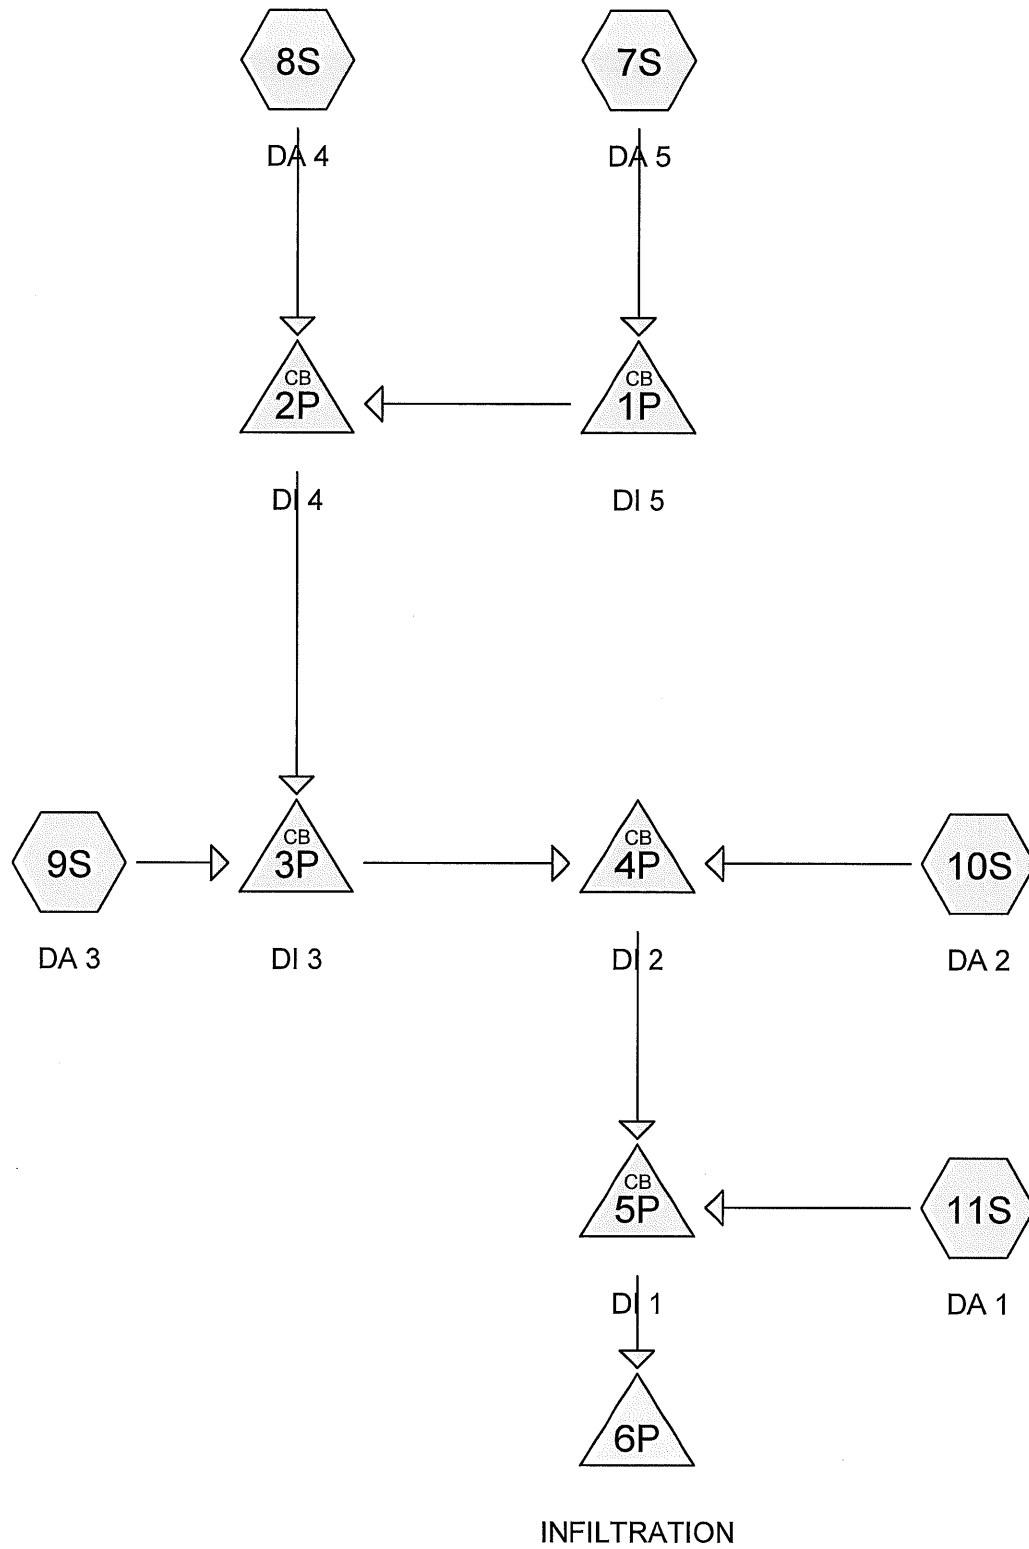 8S
7S
DA 4
DA 5
CB
2P
CB
1P
DI 4
DI 5
9S
CB
3P
CB
4P
10S
DA 3
DI 3
DI 2
DA 2
CB
5P
11S
DI 1
DA 1
6P
INFILTRATION